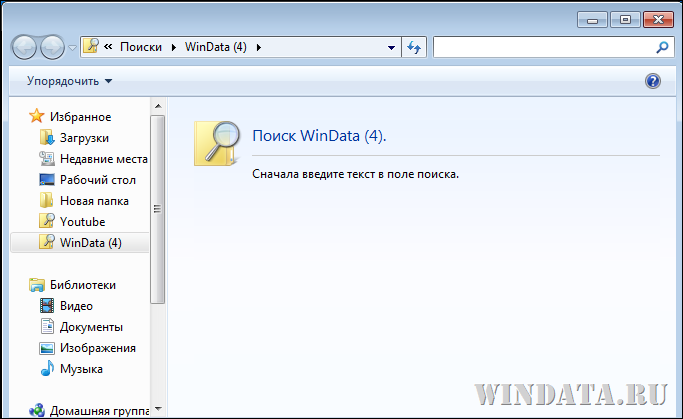 « Поиски WinData (4)
Упорядочить
?
Избранное
Загрузки
Недавние места
Рабочий стол
Новая папка
Youtube
WinData (4)
Библиотеки
Видео
Документы
Изображения
Музыка
Домашняя группа
Поиск WinData (4).
Сначала введите текст в поле поиска.
WINDATA.RU